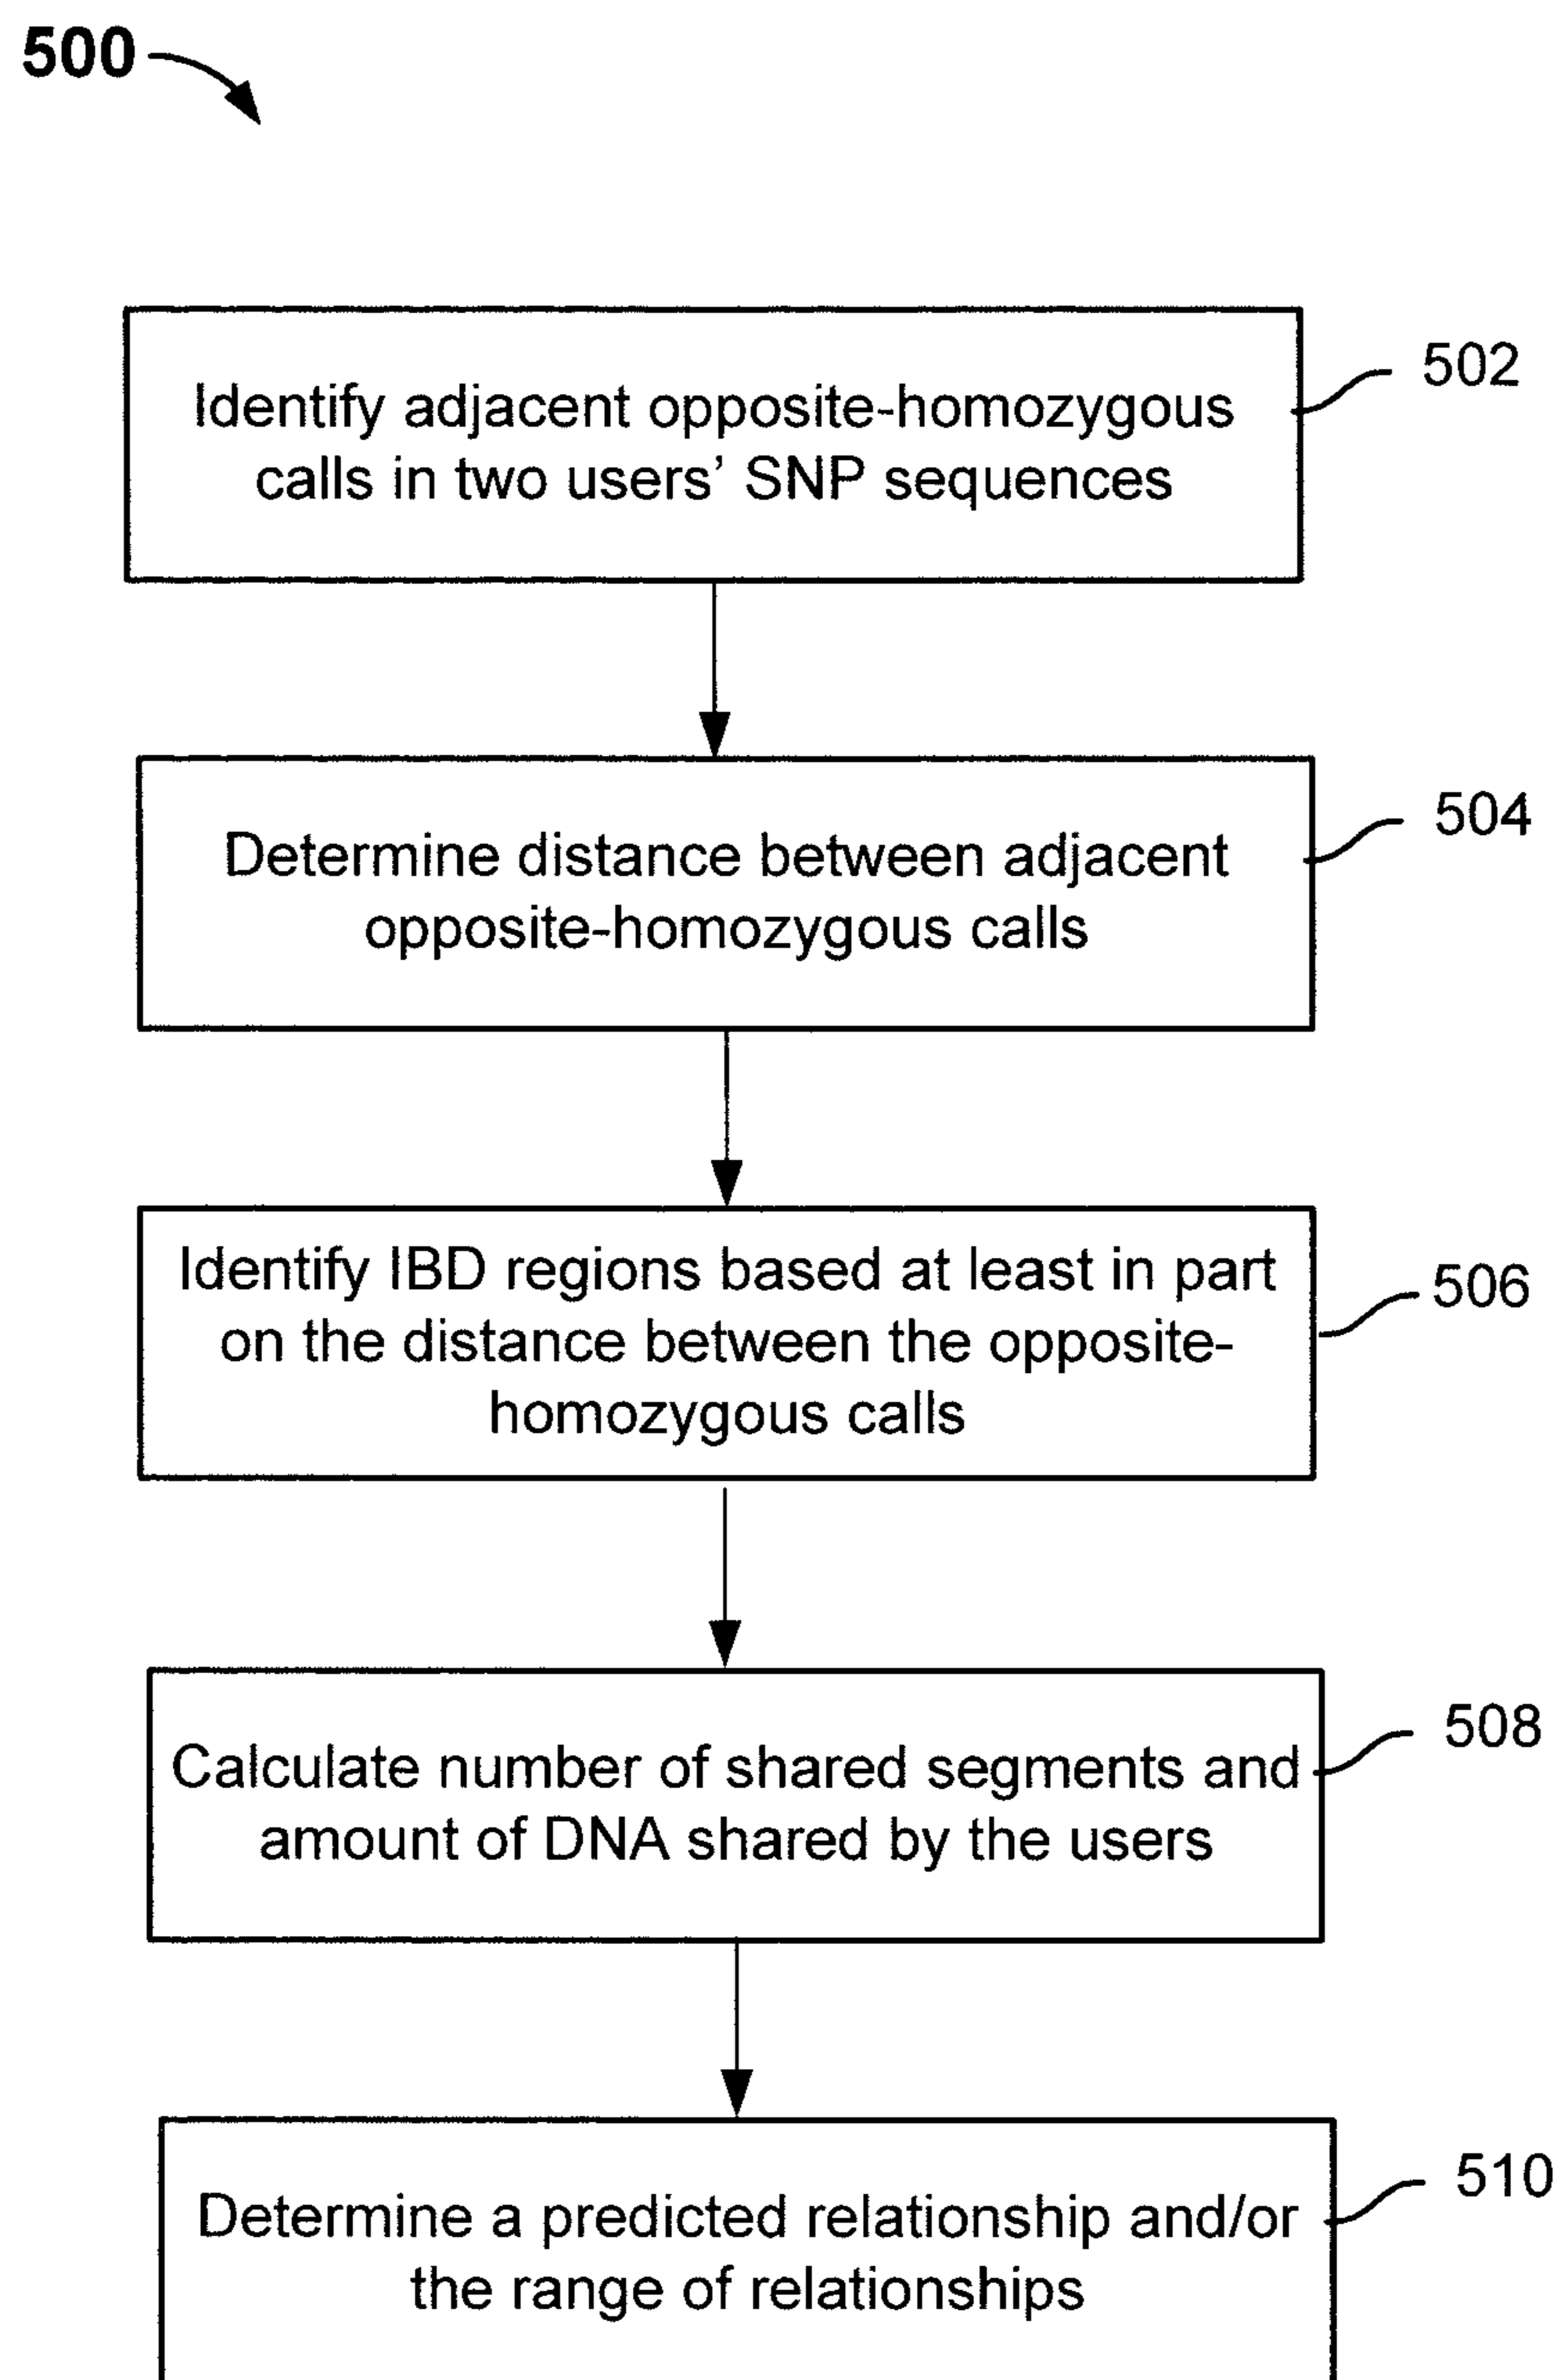 500
Identify adjacent opposite-homozygous
calls in two users' SNP sequences
502
Determine distance between adjacent
opposite-homozygous calls
504
Identify IBD regions based at least in part
on the distance between the opposite-
homozygous calls
506
Calculate number of shared segments and
amount of DNA shared by the users
508
Determine a predicted relationship and/or
the range of relationships
510